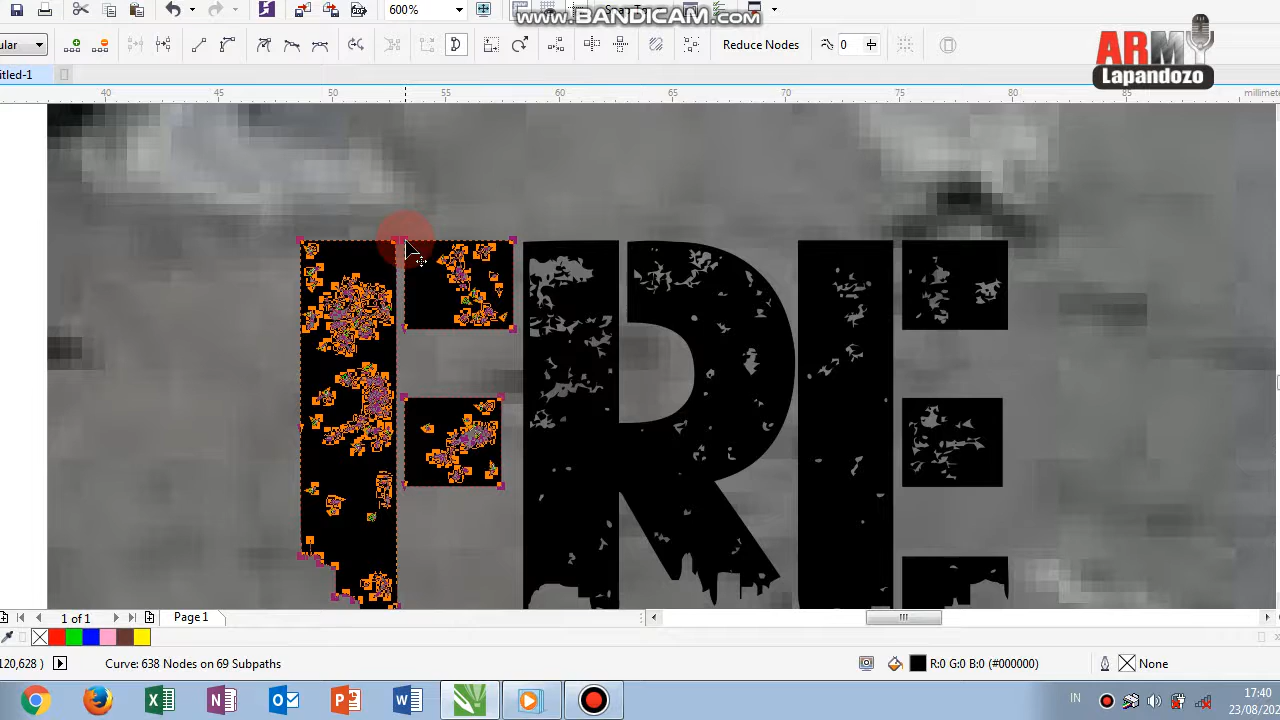 600%
www.BANDICAM.com
ular
Reduce Nodes
0
ARM
Lapandozo
itled-1
40 45 50 55 60 65 70 75 80 85 millimete
FRE
1 of 1
Page 1
120,628 )
Curve: 638 Nodes on 69 Subpaths
R:0 G:0 B:0 (#000000)
None
IN
17:40
23/08/202